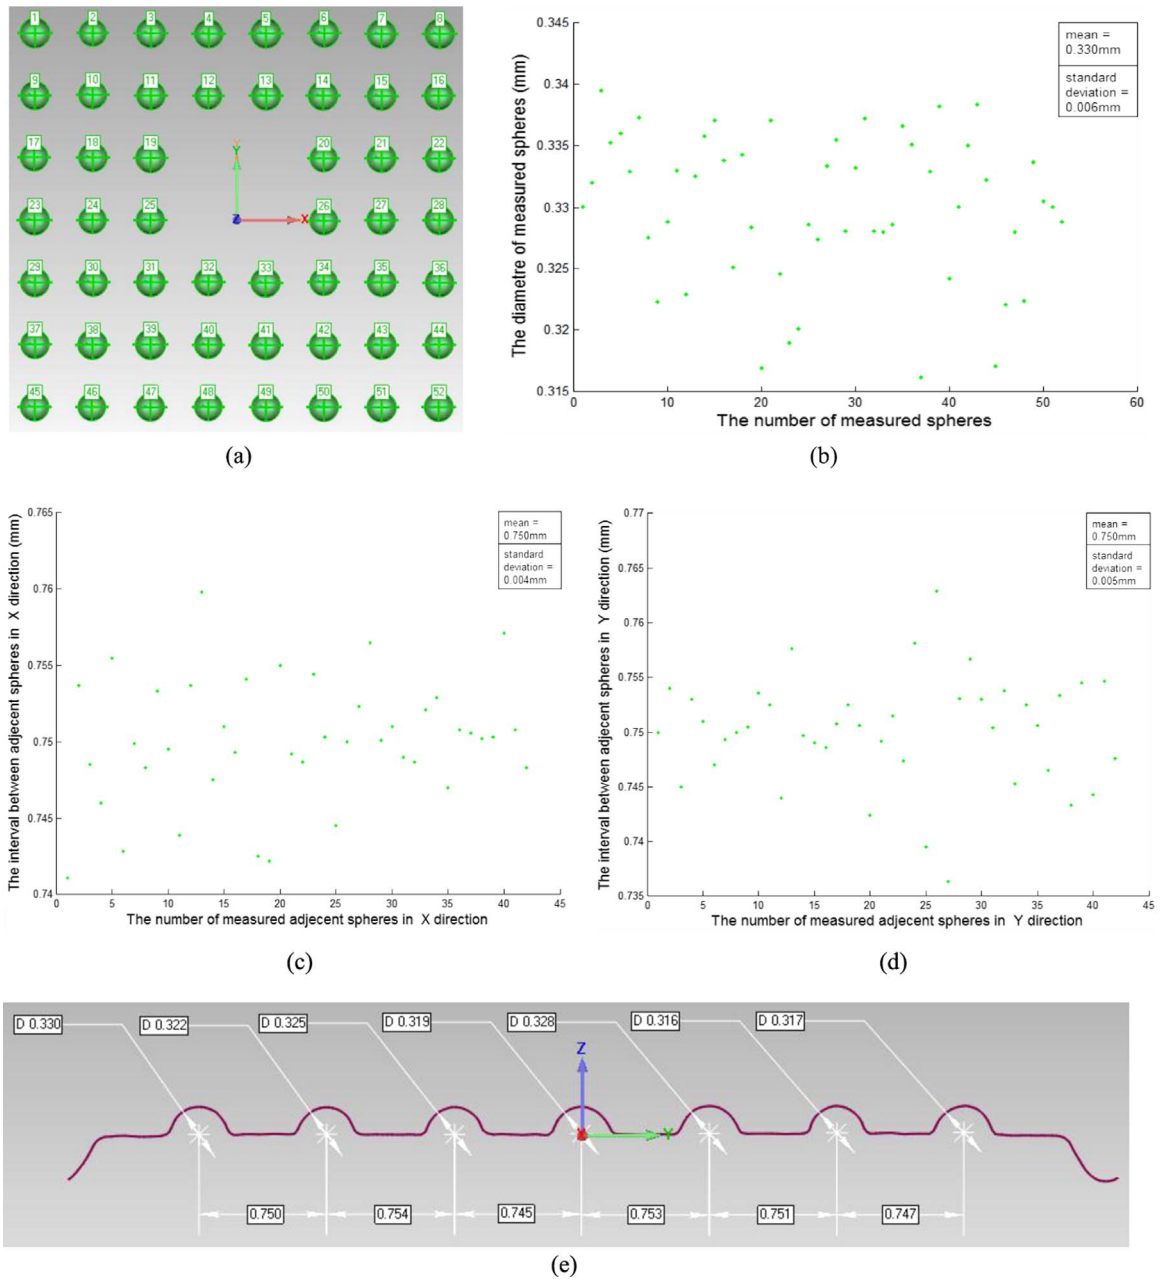 1 2 3 4 5 6 7 8
9 10 11 12 13 14 15 16
17 18 19 20 21 22
Y
23 24 25 26 27 28
Z X
29 30 31 32 33 34 35 36
37 38 39 40 41 42 43 44
45 46 47 48 49 50 51 52
(a)
The diametre of measured spheres (mm)
0.345
0.34
0.335
0.33
0.325
0.32
0.315
0 10 20 30 40 50 60
The number of measured spheres
mean =
0.330mm
standard
deviation =
0.006mm
(b)
The interval between adjecent spheres in X direction (mm)
0.765
0.76
0.755
0.75
0.745
0.74
0 5 10 15 20 25 30 35 40 45
The number of measured adjecent spheres in X direction
mean =
0.750mm
standard
deviation =
0.004mm
(c)
The interval between adjecent spheres in Y direction (mm)
0.77
0.765
0.76
0.755
0.75
0.745
0.74
0.735
0 5 10 15 20 25 30 35 40 45
The number of measured adjecent spheres in Y direction
mean =
0.750mm
standard
deviation =
0.005mm
(d)
D 0.330 D 0.322 D 0.325 D 0.319 D 0.328 D 0.316 D 0.317
Z
Y
0.750 0.754 0.745 0.753 0.751 0.747
(e)